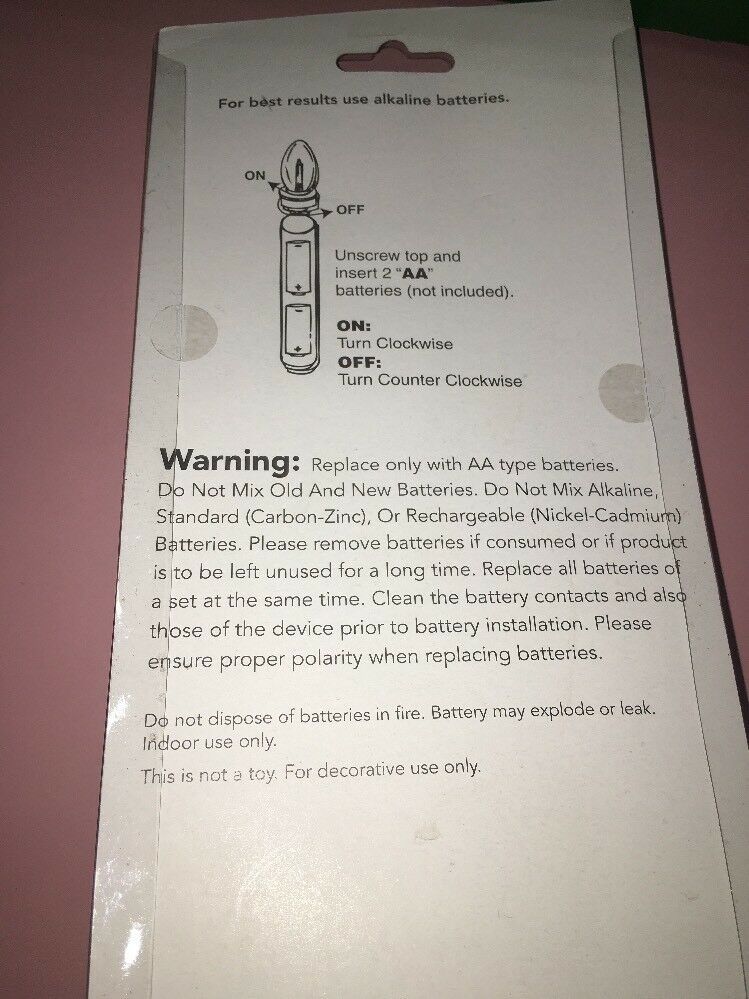 For best results use alkaline batteries.
ON
OFF
Unscrew top and
insert 2 “AA”
batteries (not included).
ON:
Turn Clockwise
OFF:
Turn Counter Clockwise
Warning: Replace only with AA type batteries.
Do Not Mix Old And New Batteries. Do Not Mix Alkaline,
Standard (Carbon-Zinc), Or Rechargeable (Nickel-Cadmium)
Batteries. Please remove batteries if consumed or if product
is to be left unused for a long time. Replace all batteries of
a set at the same time. Clean the battery contacts and also
those of the device prior to battery installation. Please
ensure proper polarity when replacing batteries.
Do not dispose of batteries in fire. Battery may explode or leak.
Indoor use only.
This is not a toy. For decorative use only.